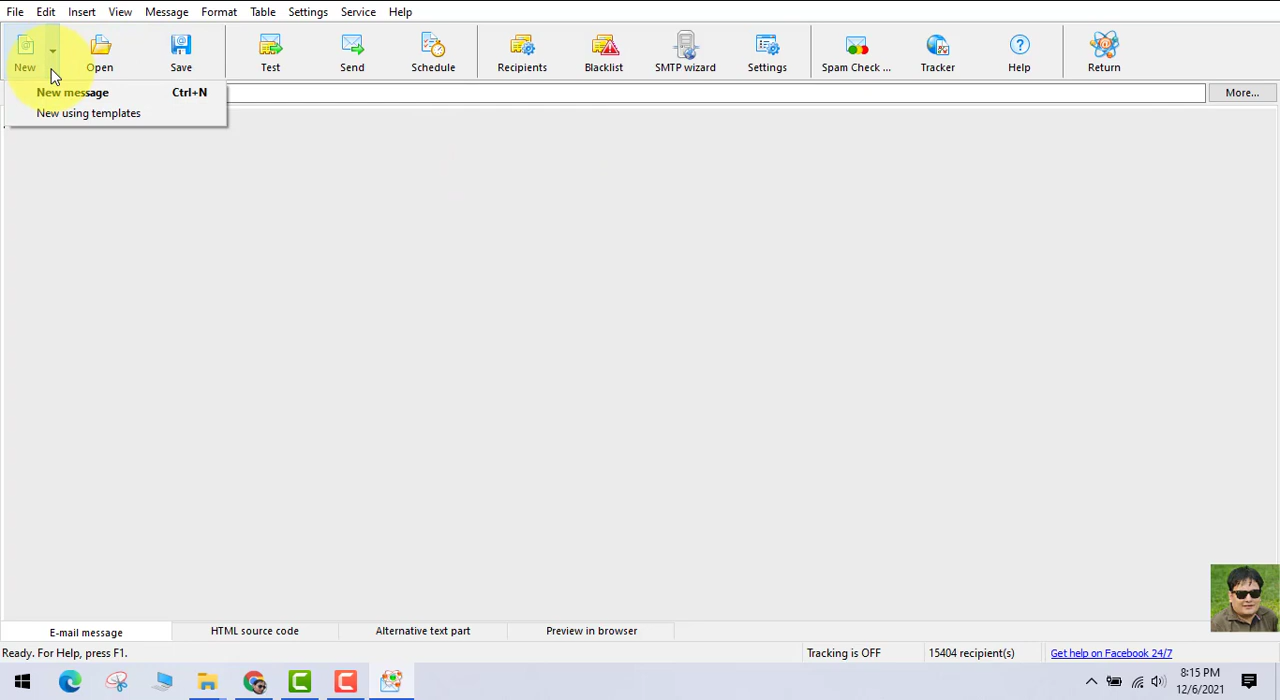 File Edit Insert View Message Format Table Settings Service Help
New Open Save Test Send Schedule Recipients Blacklist SMTP wizard Settings Spam Check ... Tracker Help Return
New message Ctrl+N More...
New using templates
E-mail message HTML source code Alternative text part Preview in browser
Ready. For Help, press F1. Tracking is OFF 15404 recipient(s) Get help on Facebook 24/7
8:15 PM
12/6/2021